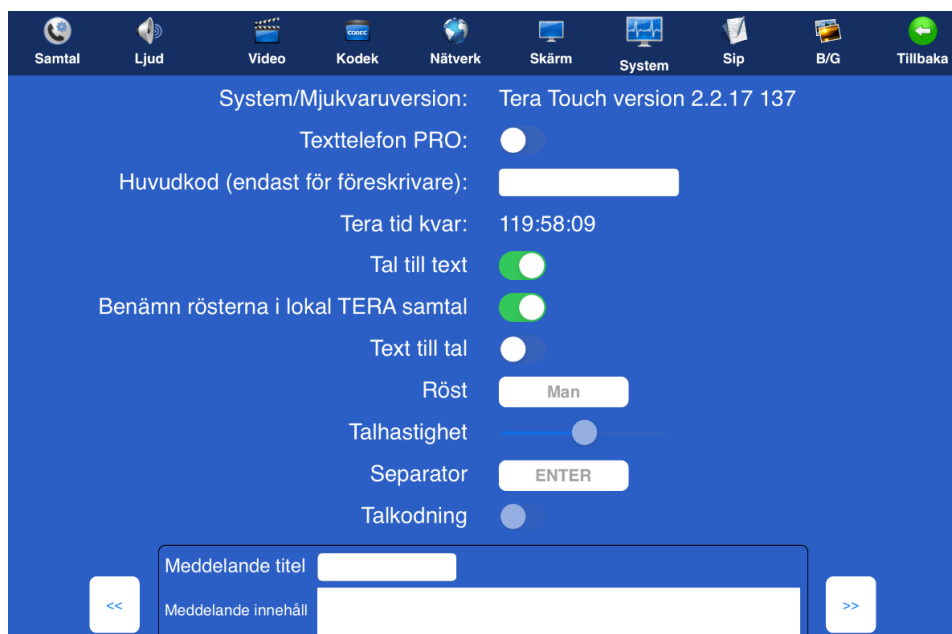 Samtal Ljud Video Kodek Nätverk Skärm System Sip B/G Tillbaka
CODEC
System/Mjukvaruversion: Tera Touch version 2.2.17 137
Texttelefon PRO:
Huvudkod (endast för föreskrivare):
Tera tid kvar: 119:58:09
Tal till text
Benämn rösterna i lokal TERA samtal
Text till tal
Röst Man
Talhastighet
Separator ENTER
Talkodning
Meddelande titel
<< Meddelande innehåll >>